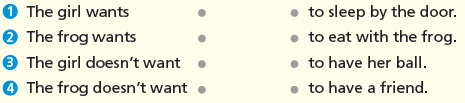 1 The girl wants • • to sleep by the door.
2 The frog wants • • to eat with the frog.
3 The girl doesn't want • • to have her ball.
4 The frog doesn't want • • to have a friend.